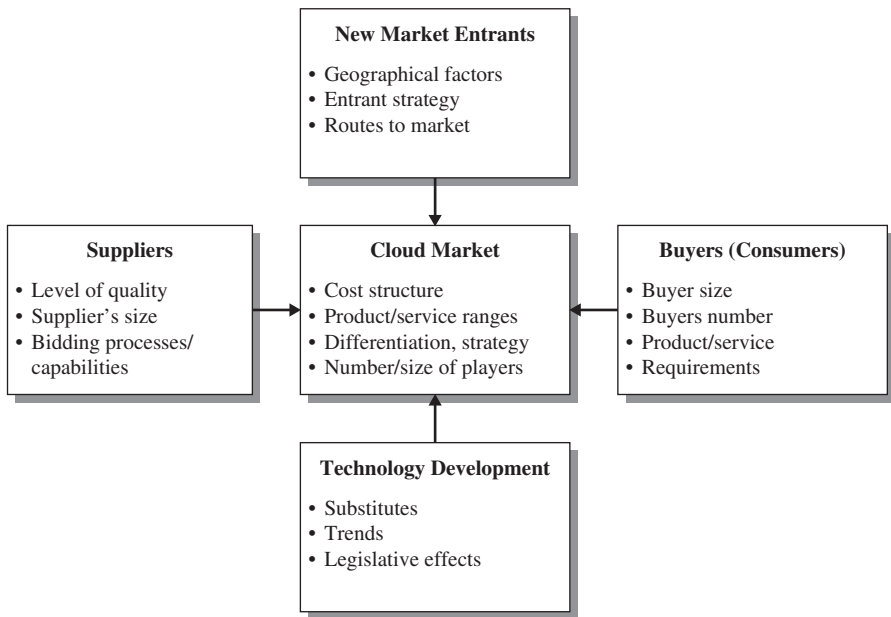 New Market Entrants
• Geographical factors
• Entrant strategy
• Routes to market
Suppliers
• Level of quality
• Supplier's size
• Bidding processes/
capabilities
Cloud Market
• Cost structure
• Product/service ranges
• Differentiation, strategy
• Number/size of players
Buyers (Consumers)
• Buyer size
• Buyers number
• Product/service
• Requirements
Technology Development
• Substitutes
• Trends
• Legislative effects